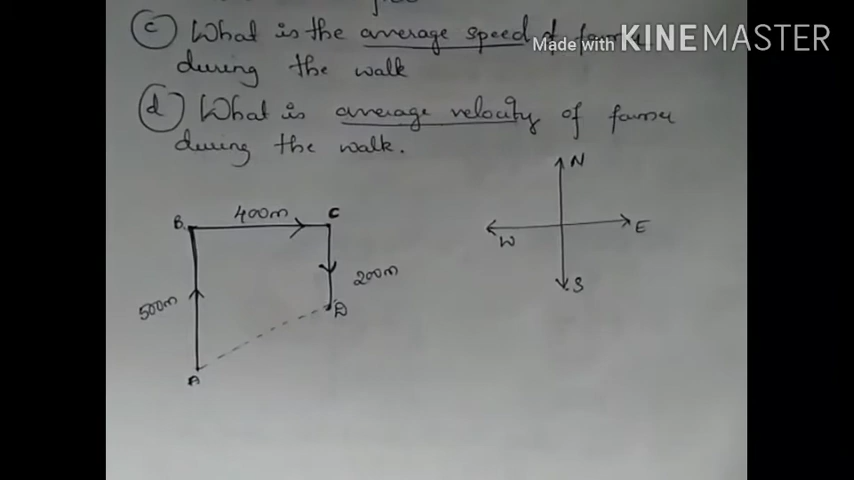 (c) What is the average speed of
during the walk
(d) What is average velocity of farmer
during the walk.
Made with KINEMASTER
N
W
E
S
B
400m
C
500m
200m
D
A